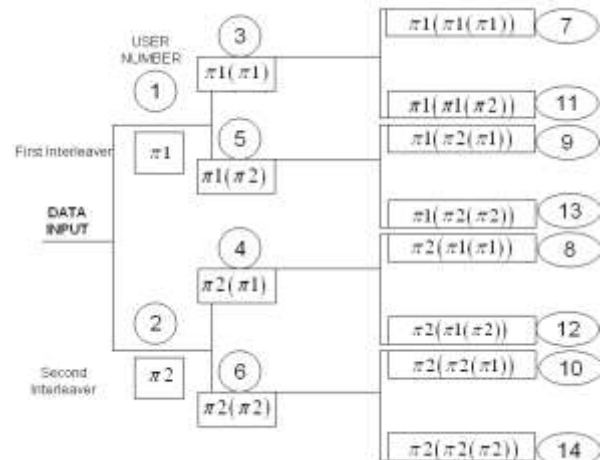 USER
NUMBER
1
First Interleaver
π1
DATA
INPUT
2
Second
Interleaver
π2
3
π1(π1)
5
π1(π2)
4
π2(π1)
6
π2(π2)
π1(π1(π1)) 7
π1(π1(π2)) 11
π1(π2(π1)) 9
π1(π2(π2)) 13
π2(π1(π1)) 8
π2(π1(π2)) 12
π2(π2(π1)) 10
π2(π2(π2)) 14